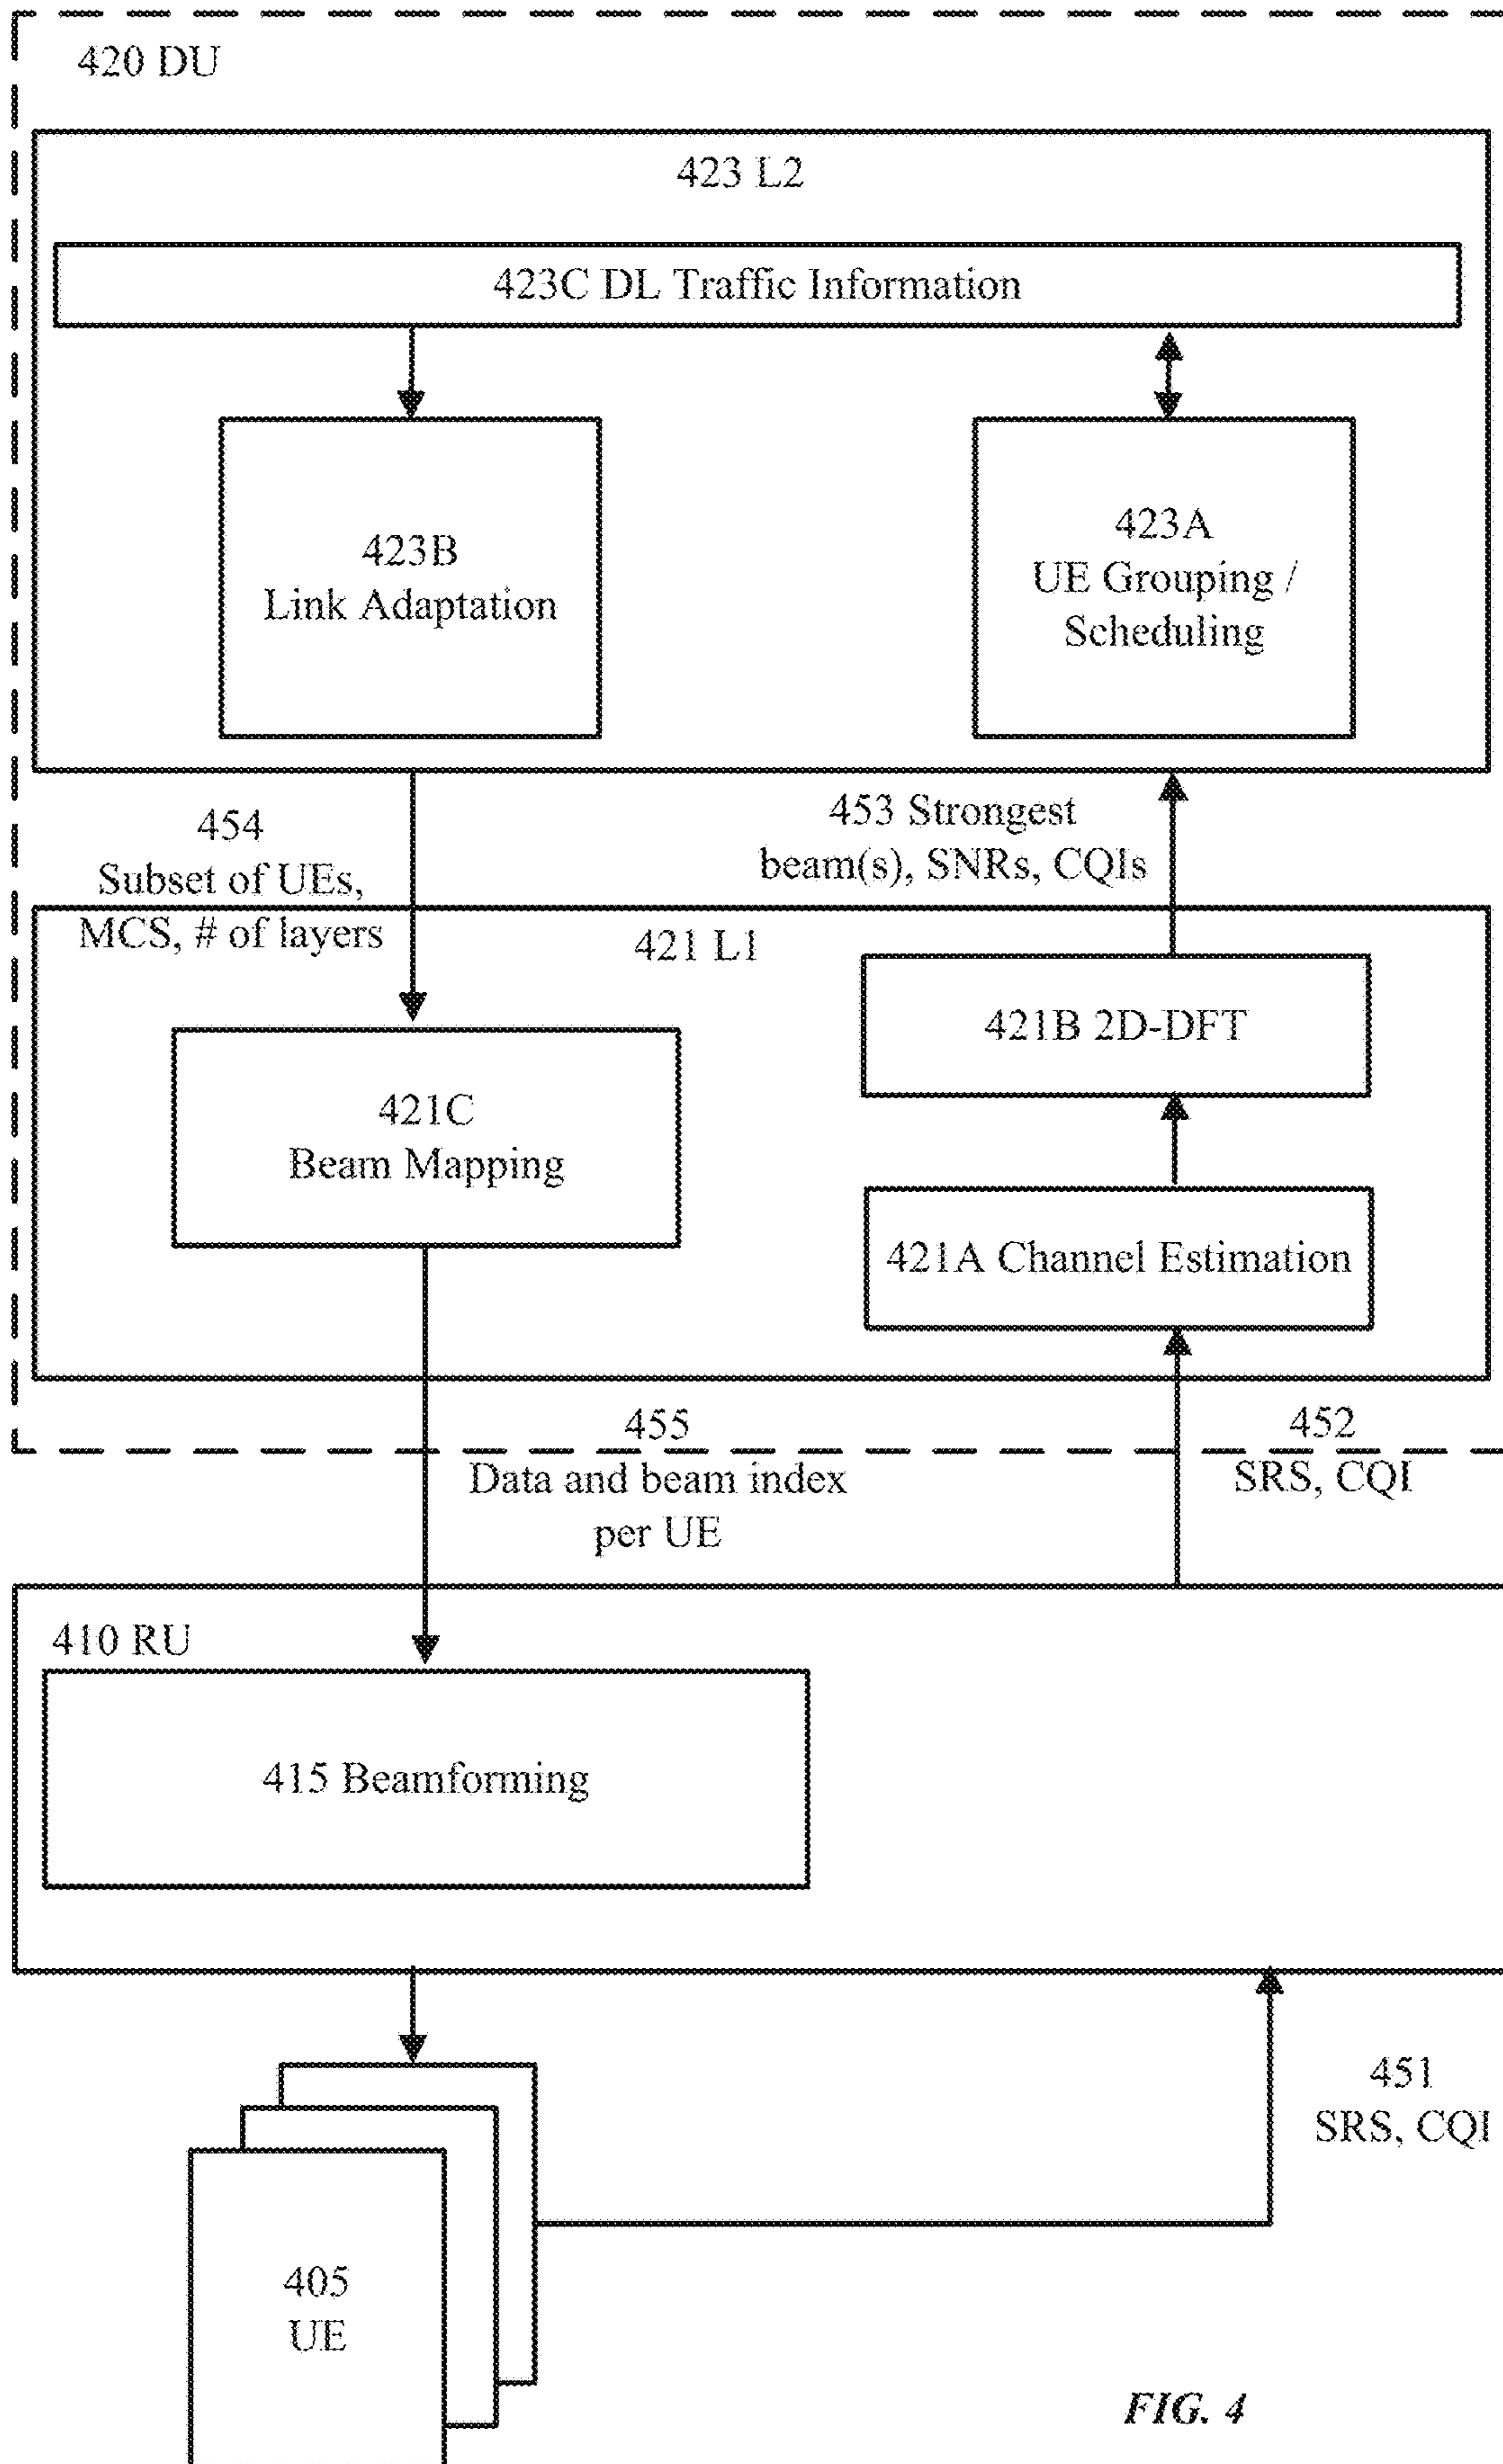 420 DU
423 L2
423C DL Traffic Information
423B
Link Adaptation
423A
UE Grouping /
Scheduling
454
Subset of UEs,
MCS, # of layers
453 Strongest
beam(s), SNRs, CQIs
421 L1
421B 2D-DFT
421C
Beam Mapping
421A Channel Estimation
455
Data and beam index
per UE
452
SRS, CQI
410 RU
415 Beamforming
451
SRS, CQI
405
UE
FIG. 4